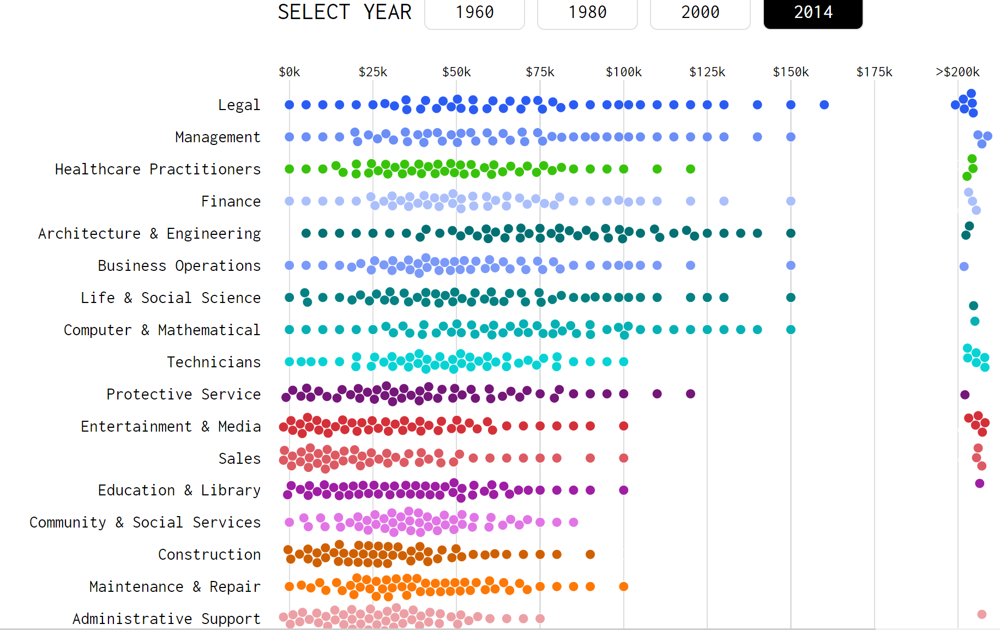 SELECT YEAR 1960 1980 2000 2014
$0k $25k $50k $75k $100k $125k $150k $175k >$200k
Legal
Management
Healthcare Practitioners
Finance
Architecture & Engineering
Business Operations
Life & Social Science
Computer & Mathematical
Technicians
Protective Service
Entertainment & Media
Sales
Education & Library
Community & Social Services
Construction
Maintenance & Repair
Administrative Support